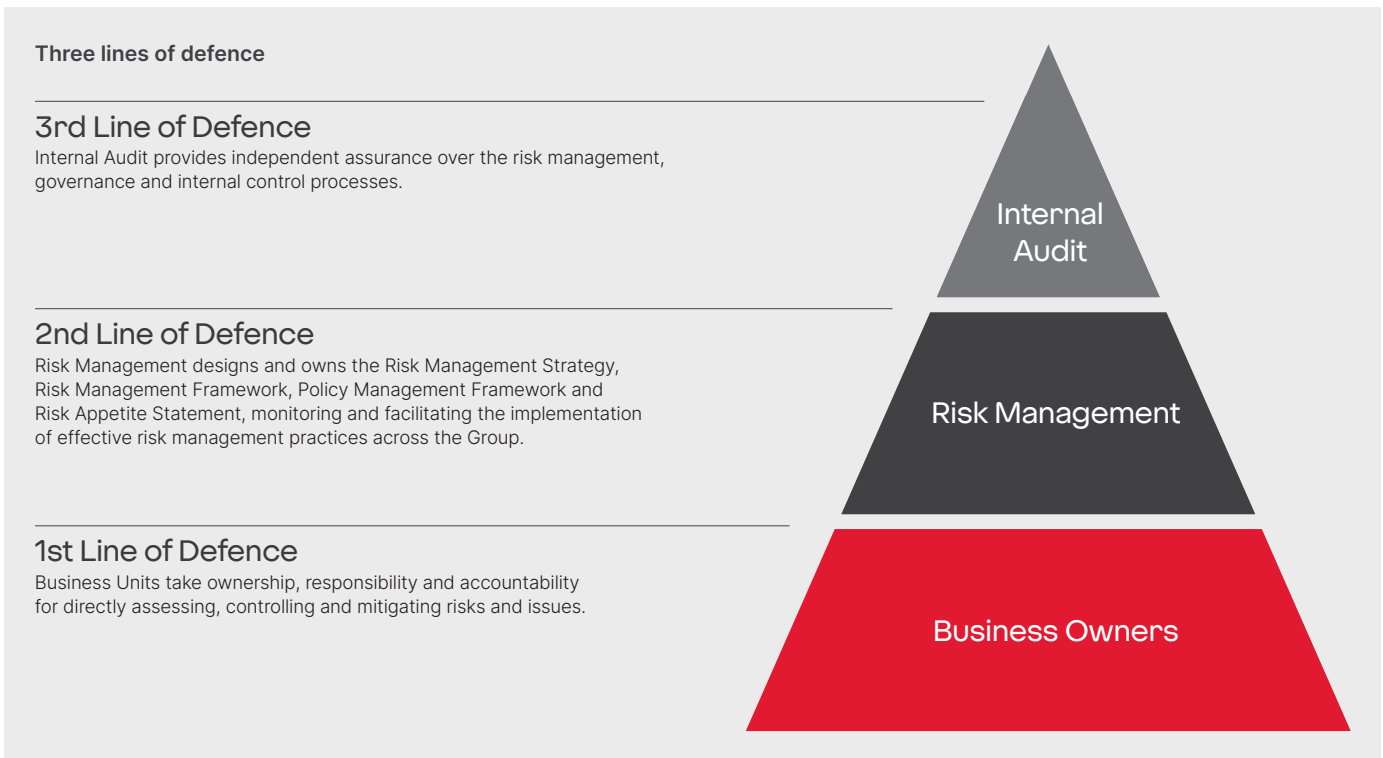 Three lines of defence
3rd Line of Defence
Internal Audit provides independent assurance over the risk management,
governance and internal control processes.
Internal
Audit
2nd Line of Defence
Risk Management designs and owns the Risk Management Strategy,
Risk Management Framework, Policy Management Framework and
Risk Appetite Statement, monitoring and facilitating the implementation
of effective risk management practices across the Group.
Risk Management
1st Line of Defence
Business Units take ownership, responsibility and accountability
for directly assessing, controlling and mitigating risks and issues.
Business Owners